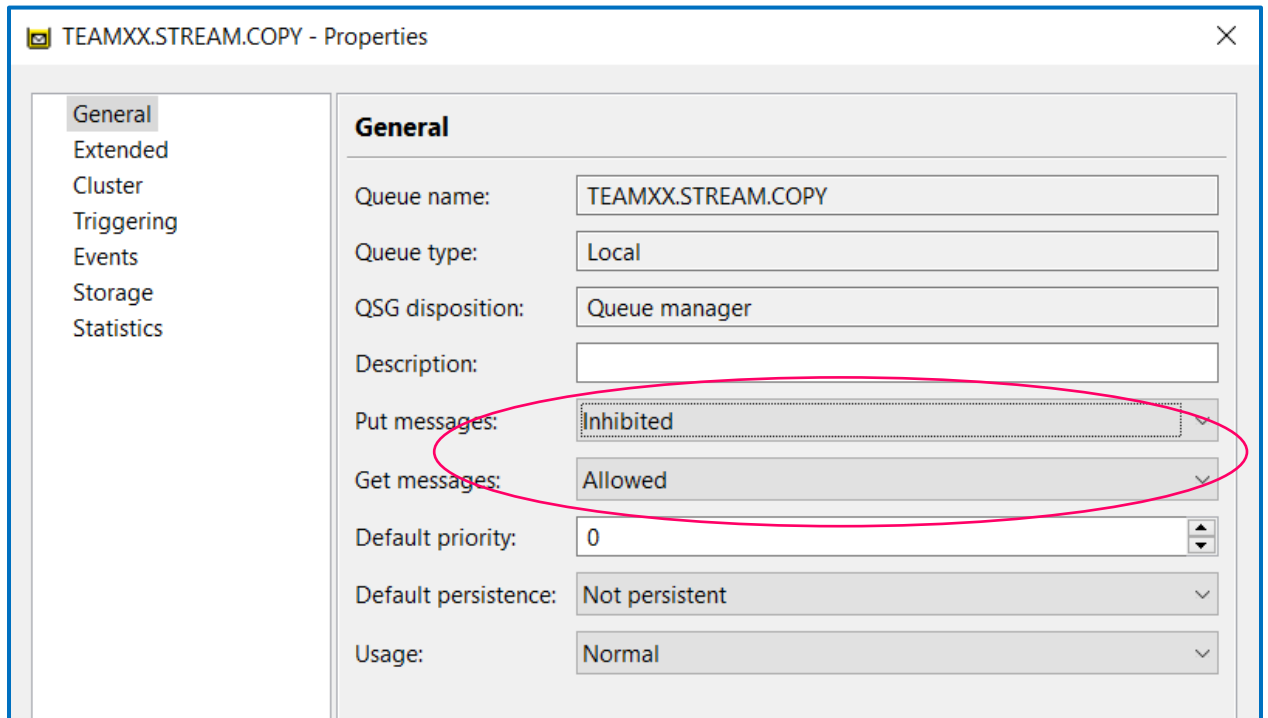 TEAMXX.STREAM.COPY - Properties
General
Extended
Cluster
Triggering
Events
Storage
Statistics
General
Queue name: TEAMXX.STREAM.COPY
Queue type: Local
QSG disposition: Queue manager
Description:
Put messages: Inhibited
Get messages: Allowed
Default priority: 0
Default persistence: Not persistent
Usage: Normal